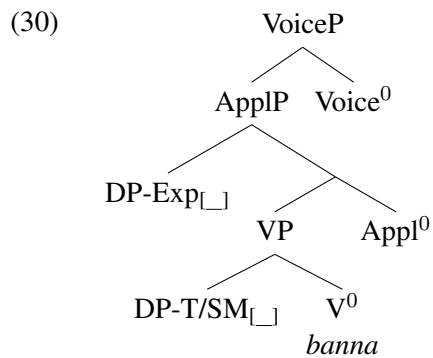 (30) VoiceP
ApplP Voice⁰
DP-Exp[_]
VP Appl⁰
DP-T/SM[_] V⁰
banna